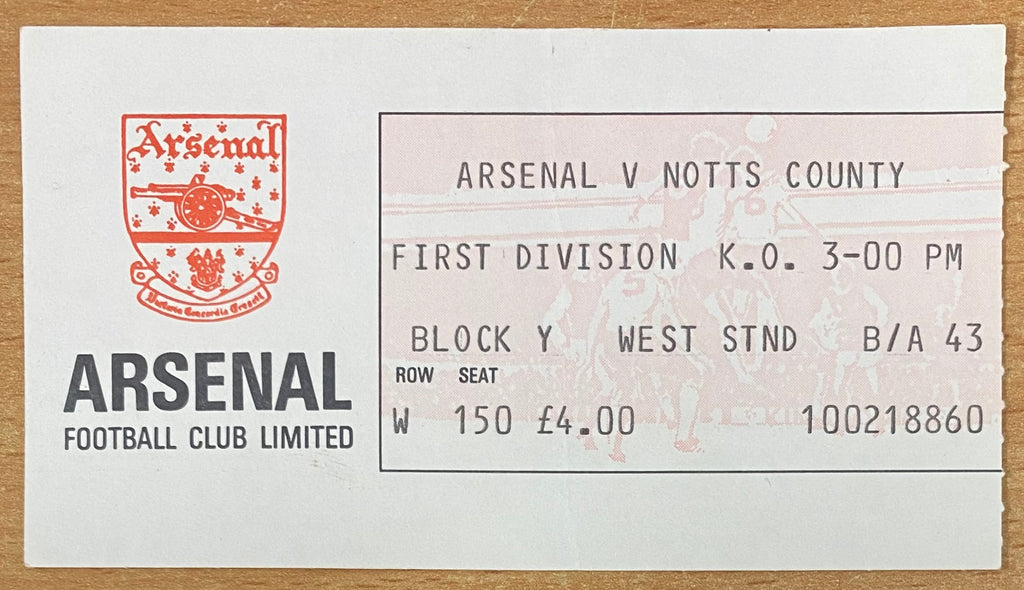 Arsenal
Victoria Concordia Crescit
ARSENAL
FOOTBALL CLUB LIMITED
ARSENAL V NOTTS COUNTY
FIRST DIVISION K.O. 3-00 PM
BLOCK Y WEST STND B/A 43
ROW SEAT
W 150 £4.00 100218860